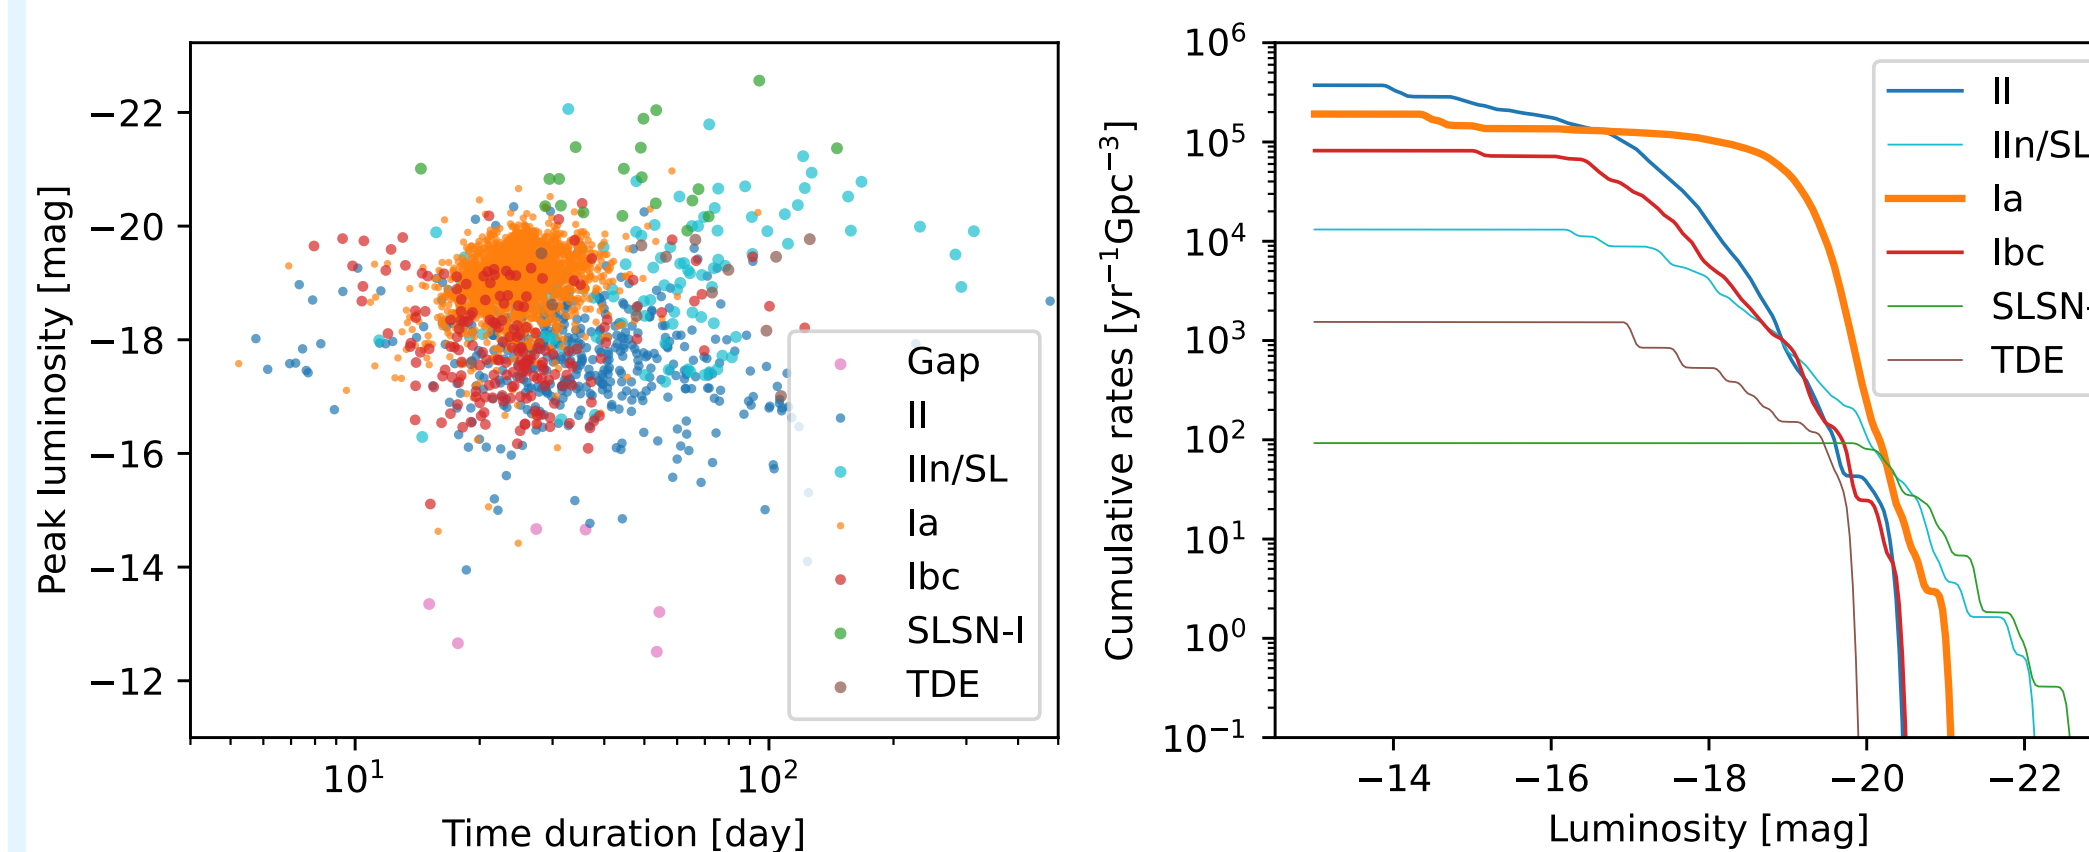 Peak luminosity [mag]
−22
−20
−18
−16
−14
−12
10¹
10²
Time duration [day]
Gap
II
IIn/SL
Ia
Ibc
SLSN-I
TDE
Cumulative rates [yr⁻¹Gpc⁻³]
10⁶
10⁵
10⁴
10³
10²
10¹
10⁰
10⁻¹
−14
−16
−18
−20
−22
Luminosity [mag]
II
IIn/SL
Ia
Ibc
SLSN-
TDE